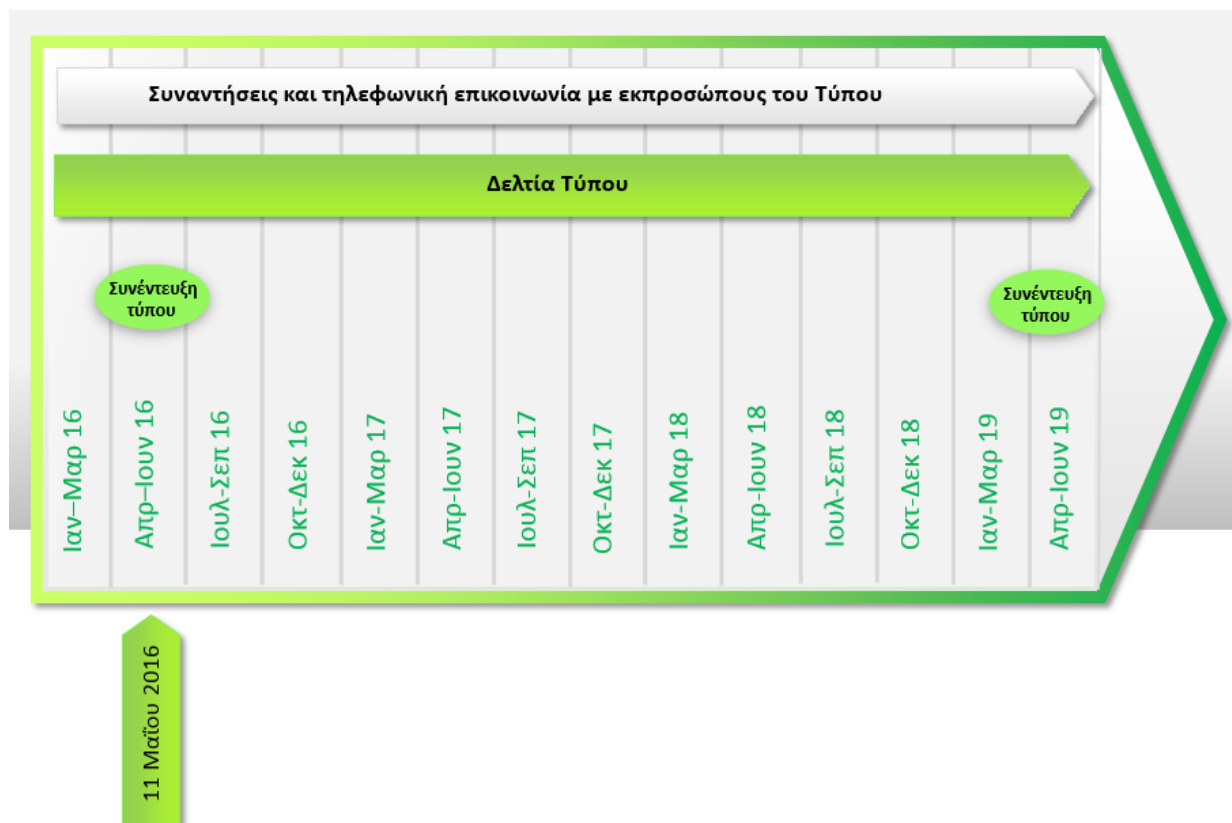 Συναντήσεις και τηλεφωνική επικοινωνία με εκπροσώπους του Τύπου
Δελτία Τύπου
Συνέντευξη
τύπου
Συνέντευξη
τύπου
Ιαν–Μαρ 16
Απρ–Ιουν 16
Ιουλ-Σεπ 16
Οκτ-Δεκ 16
Ιαν-Μαρ 17
Απρ-Ιουν 17
Ιουλ-Σεπ 17
Οκτ-Δεκ 17
Ιαν-Μαρ 18
Απρ-Ιουν 18
Ιουλ-Σεπ 18
Οκτ-Δεκ 18
Ιαν-Μαρ 19
Απρ-Ιουν 19
11 Μαΐου 2016